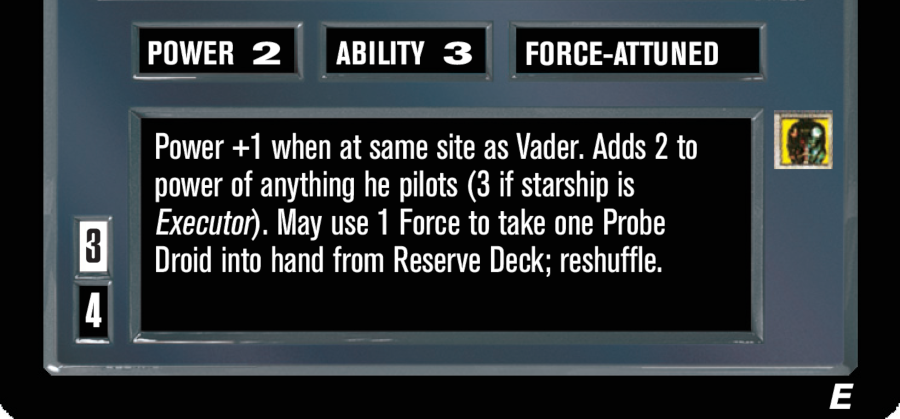 POWER 2 ABILITY 3 FORCE-ATTUNED
Power +1 when at same site as Vader. Adds 2 to
power of anything he pilots (3 if starship is
Executor). May use 1 Force to take one Probe
Droid into hand from Reserve Deck; reshuffle.
3
4
E